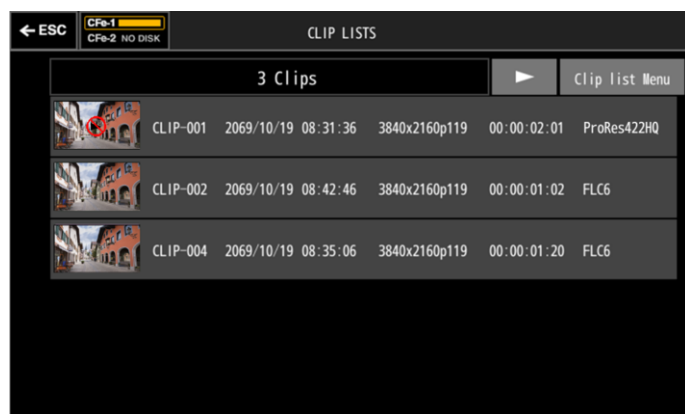 ← ESC
CFe-1
CFe-2 NO DISK
CLIP LISTS
3 Clips
Clip list Menu
CLIP-001 2069/10/19 08:31:36 3840x2160p119 00:00:02:01 ProRes422HQ
CLIP-002 2069/10/19 08:42:46 3840x2160p119 00:00:01:02 FLC6
CLIP-004 2069/10/19 08:35:06 3840x2160p119 00:00:01:20 FLC6